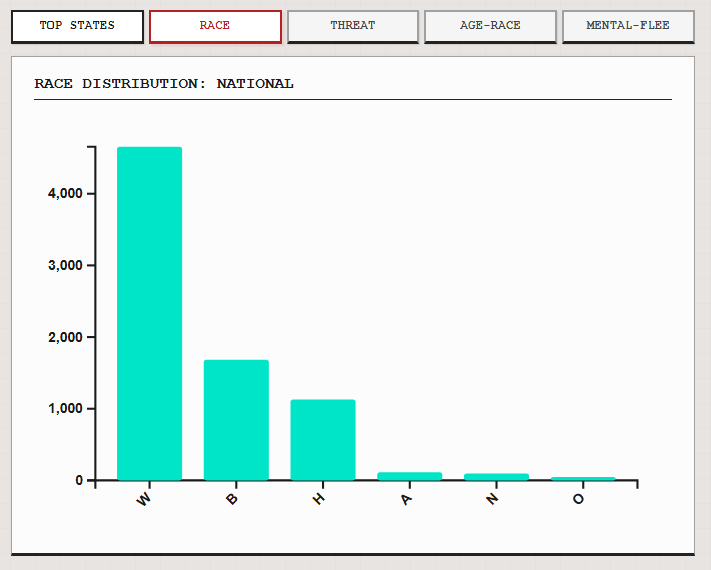 TOP STATES RACE THREAT AGE-RACE MENTAL-FLEE
RACE DISTRIBUTION: NATIONAL
4,000
3,000
2,000
1,000
0
W B H A N O